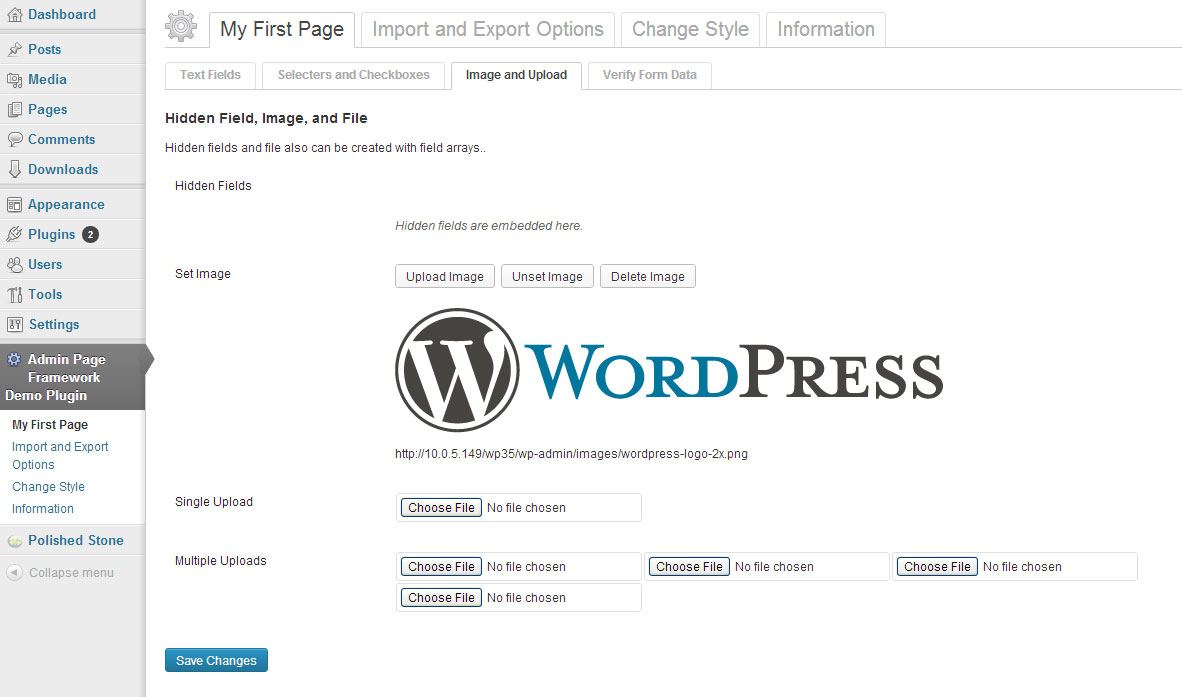 Dashboard
Posts
Media
Pages
Comments
Downloads
Appearance
Plugins 2
Users
Tools
Settings
Admin Page
Framework
Demo Plugin
My First Page
Import and Export
Options
Change Style
Information
Polished Stone
Collapse menu
My First Page Import and Export Options Change Style Information
Text Fields Selecters and Checkboxes Image and Upload Verify Form Data
Hidden Field, Image, and File
Hidden fields and file also can be created with field arrays..
Hidden Fields
Hidden fields are embedded here.
Set Image Upload Image Unset Image Delete Image
W WORDPRESS
http://10.0.5.149/wp35/wp-admin/images/wordpress-logo-2x.png
Single Upload Choose File No file chosen
Multiple Uploads Choose File No file chosen Choose File No file chosen Choose File No file chosen
Choose File No file chosen
Save Changes